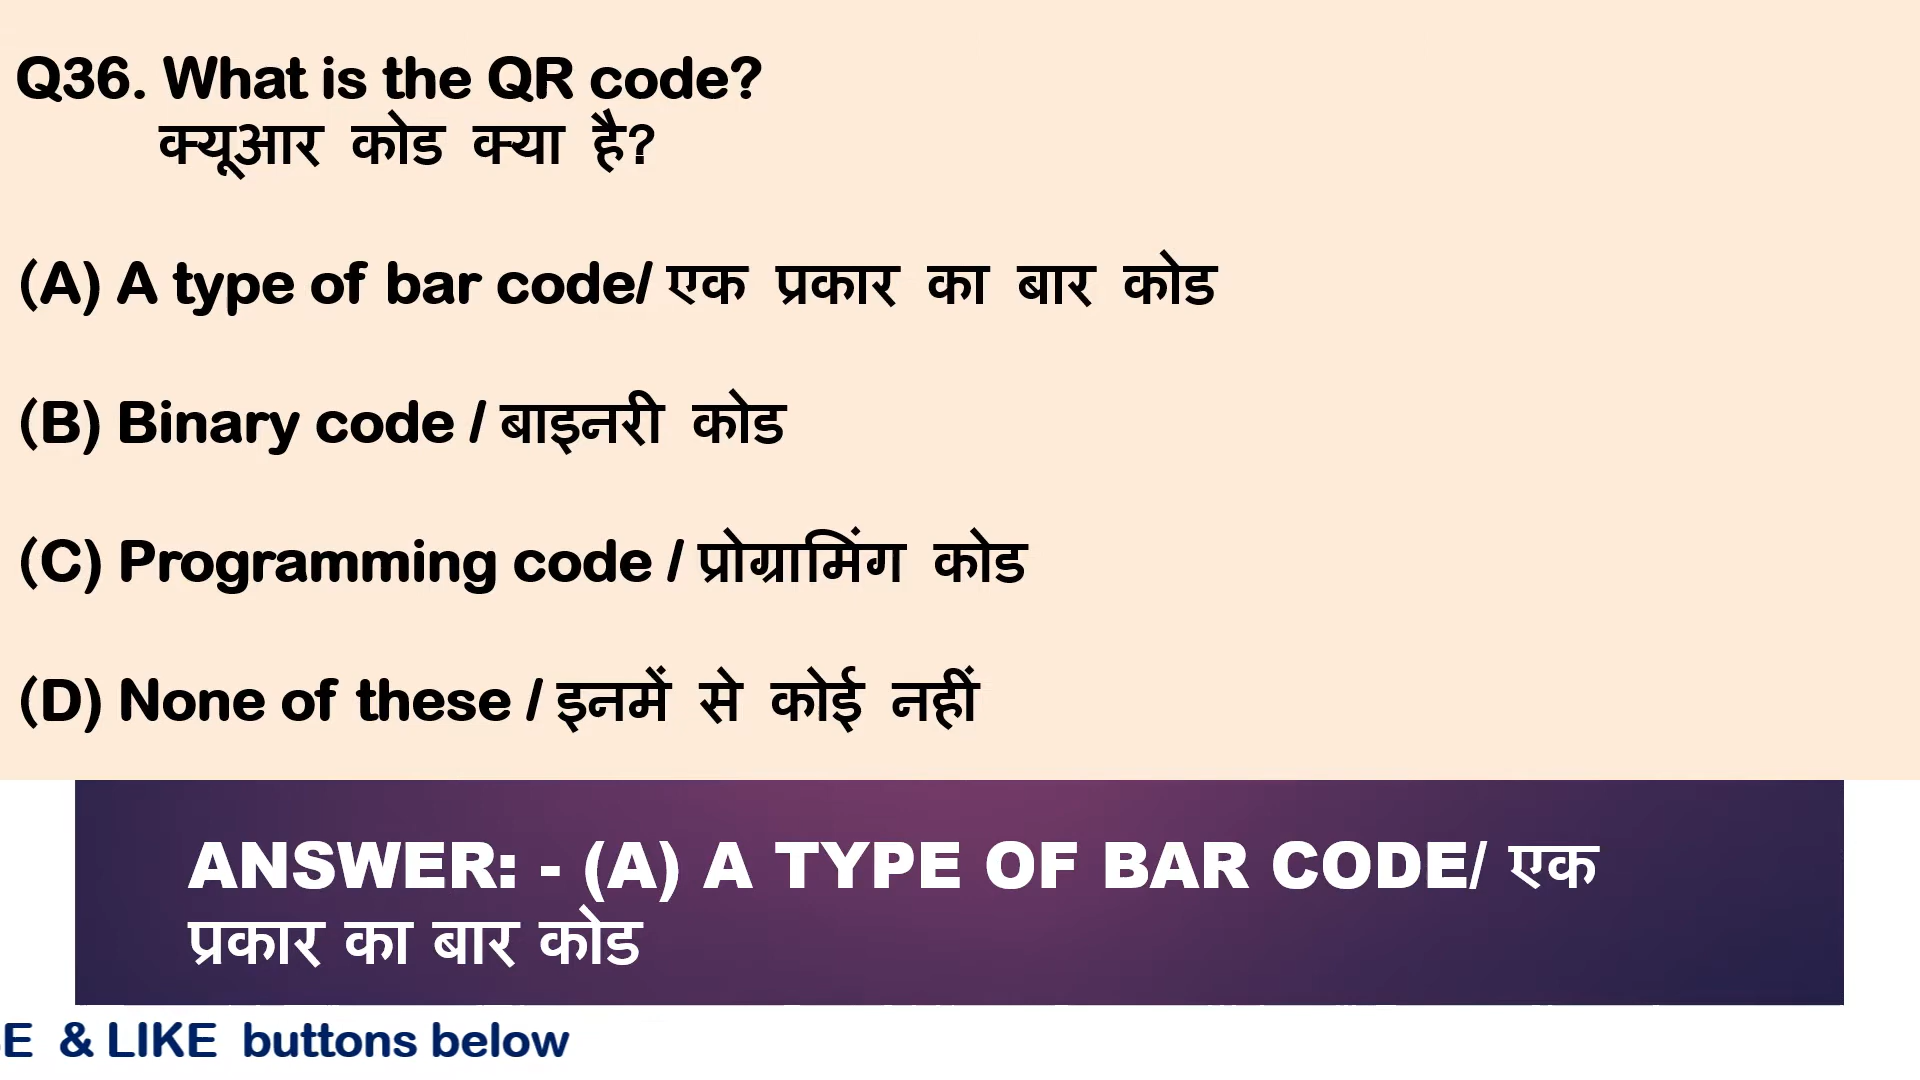 Q36. What is the QR code?
क्यूआर कोड क्या है?
(A) A type of bar code/ एक प्रकार का बार कोड
(B) Binary code / बाइनरी कोड
(C) Programming code / प्रोग्रामिंग कोड
(D) None of these / इनमें से कोई नहीं
ANSWER: - (A) A TYPE OF BAR CODE/ एक
प्रकार का बार कोड
E & LIKE buttons below